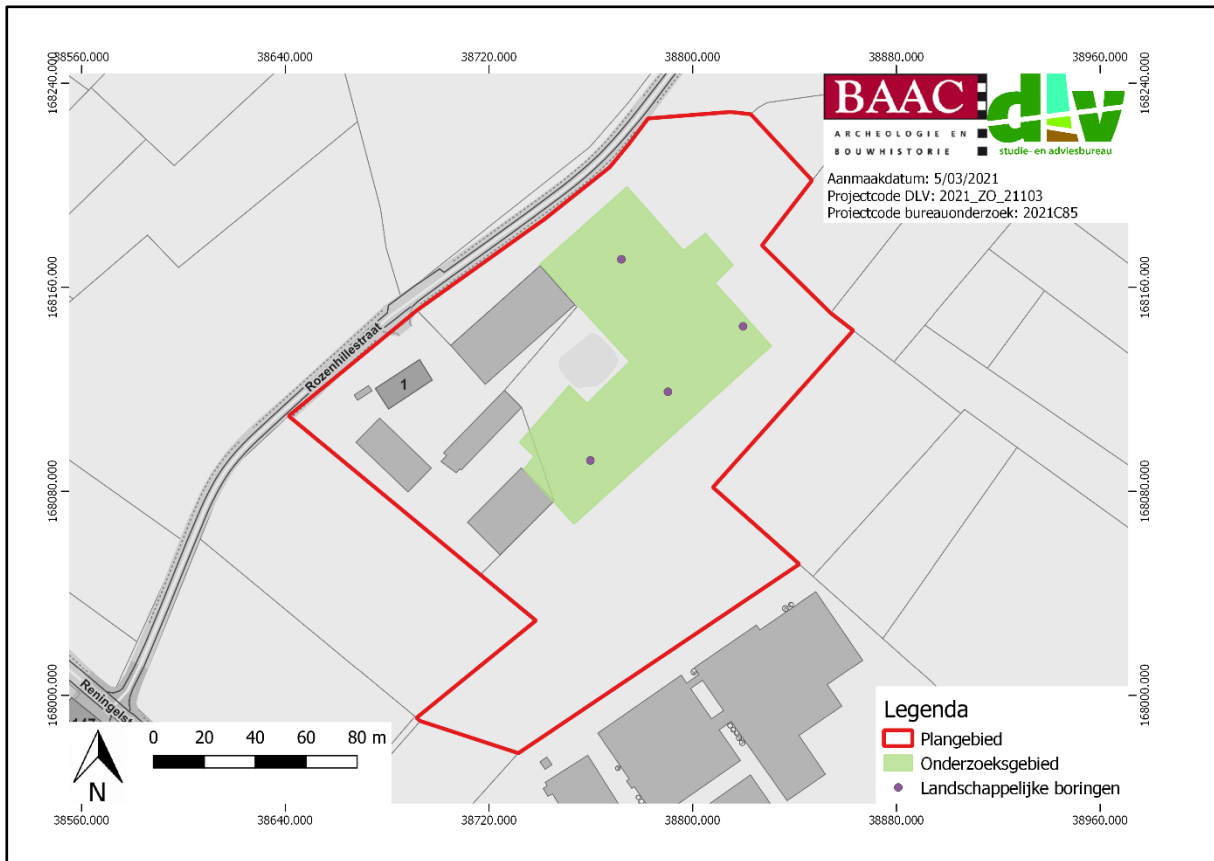 38560.000 38640.000 38720.000 38800.000 38880.000 38960.000
168240.000 168240.000
BAAC
ARCHEOLOGIE EN
BOUWHISTORIE
dLv
studie- en adviesbureau
Aanmaakdatum: 5/03/2021
Projectcode DLV: 2021_ZO_21103
Projectcode bureauonderzoek: 2021C85
168160.000 168160.000
Rozenhillestraat
1
168080.000 168080.000
168000.000 168000.000
Reningelst
Legenda
Plangebied
Onderzoeksgebied
Landschappelijke boringen
N
0 20 40 60 80 m
38560.000 38640.000 38720.000 38800.000 38880.000 38960.000